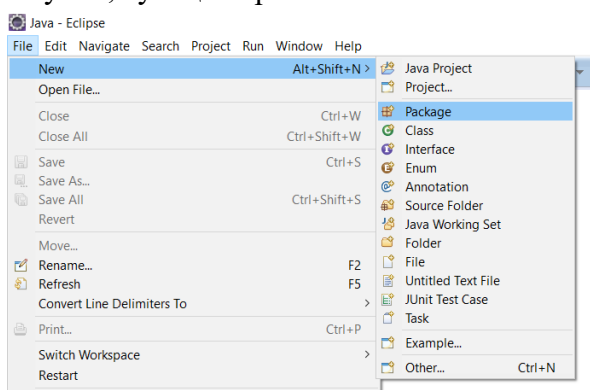 Java - Eclipse
File Edit Navigate Search Project Run Window Help
New Alt+Shift+N >
Open File...
Close Ctrl+W
Close All Ctrl+Shift+W
Save Ctrl+S
Save As...
Save All Ctrl+Shift+S
Revert
Move...
Rename... F2
Refresh F5
Convert Line Delimiters To >
Print... Ctrl+P
Switch Workspace >
Restart
Java Project
Project...
Package
Class
Interface
Enum
Annotation
Source Folder
Java Working Set
Folder
File
Untitled Text File
JUnit Test Case
Task
Example...
Other... Ctrl+N